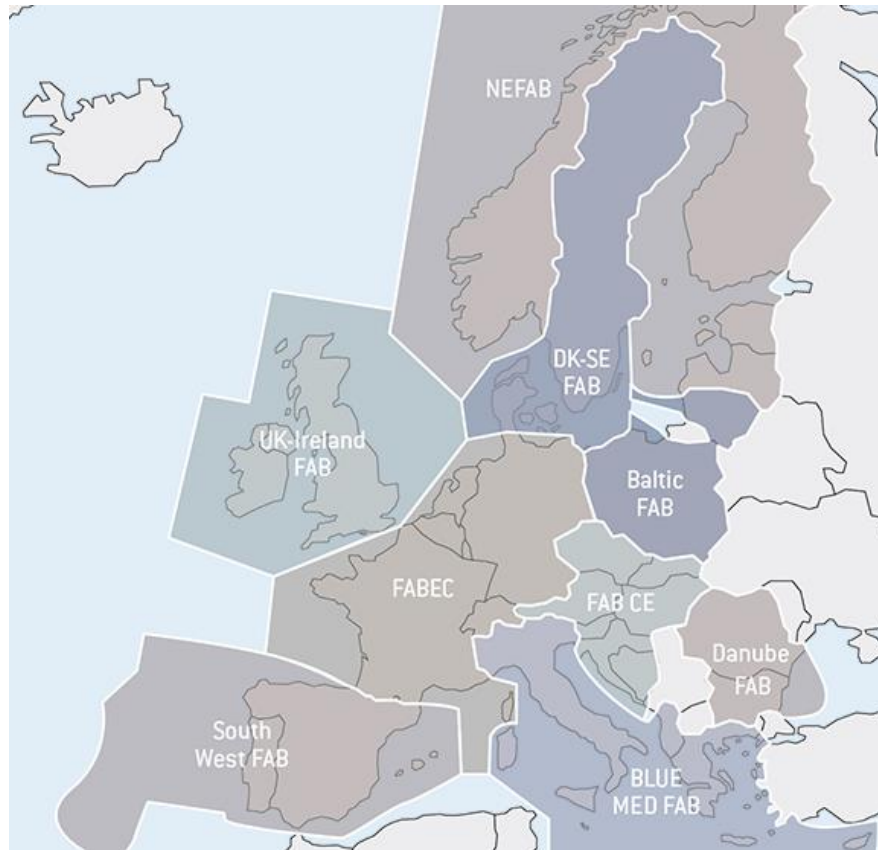 NEFAB
DK-SE
FAB
UK-Ireland
FAB
Baltic
FAB
FABEC
FAB CE
Danube
FAB
South
West FAB
BLUE
MED FAB